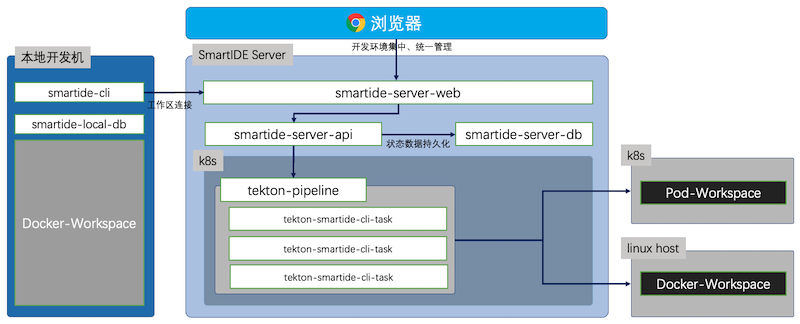 浏览器
开发环境集中、统一管理
本地开发机
smartide-cli
smartide-local-db
Docker-Workspace
工作区连接
SmartIDE Server
smartide-server-web
smartide-server-api
状态数据持久化
smartide-server-db
k8s
tekton-pipeline
tekton-smartide-cli-task
tekton-smartide-cli-task
tekton-smartide-cli-task
k8s
Pod-Workspace
linux host
Docker-Workspace